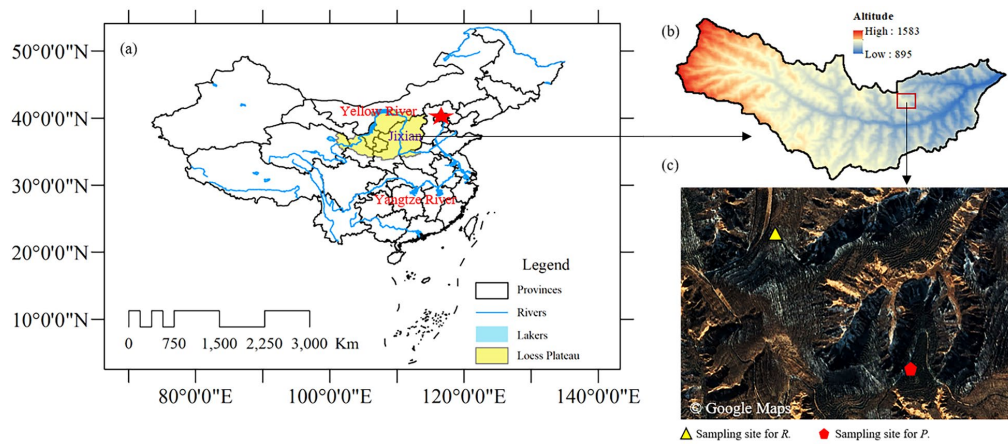 (a)
50°0'0"N
40°0'0"N
30°0'0"N
20°0'0"N
10°0'0"N
80°0'0"E
100°0'0"E
120°0'0"E
140°0'0"E
Yellow River
Jixian
Yangtze River
Legend
Provinces
Rivers
Lakers
Loess Plateau
0 750 1,500 2,250 3,000 Km
(b)
Altitude
High : 1583
Low : 895
(c)
© Google Maps
Sampling site for R. Sampling site for P.